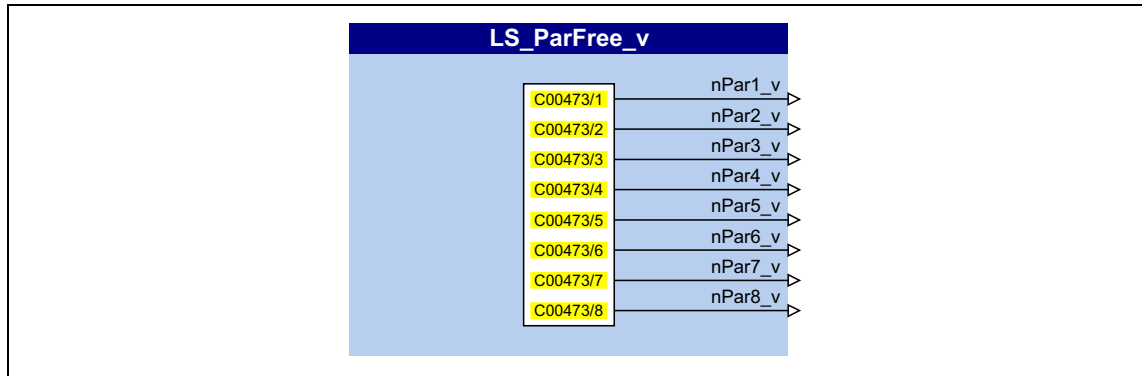 LS_ParFree_v
nPar1_v
C00473/1
nPar2_v
C00473/2
nPar3_v
C00473/3
nPar4_v
C00473/4
nPar5_v
C00473/5
nPar6_v
C00473/6
nPar7_v
C00473/7
nPar8_v
C00473/8